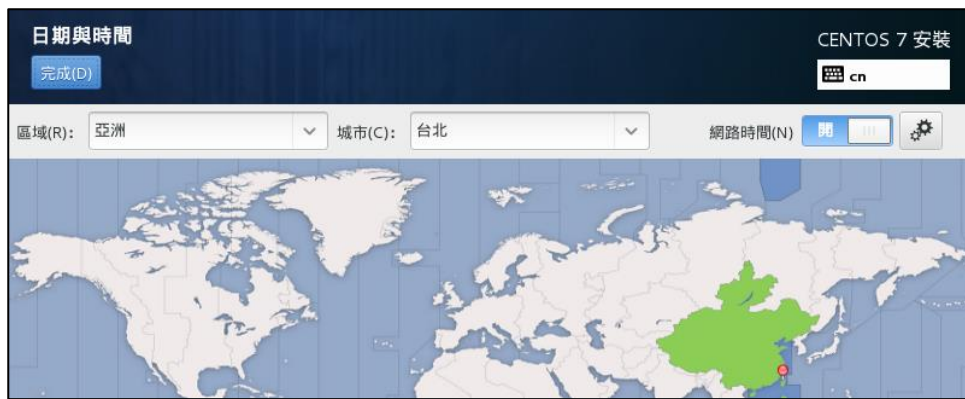 日期與時間
CENTOS 7 安裝
完成(D)
cn
區域(R): 亞洲 城市(C): 台北 網路時間(N) 開